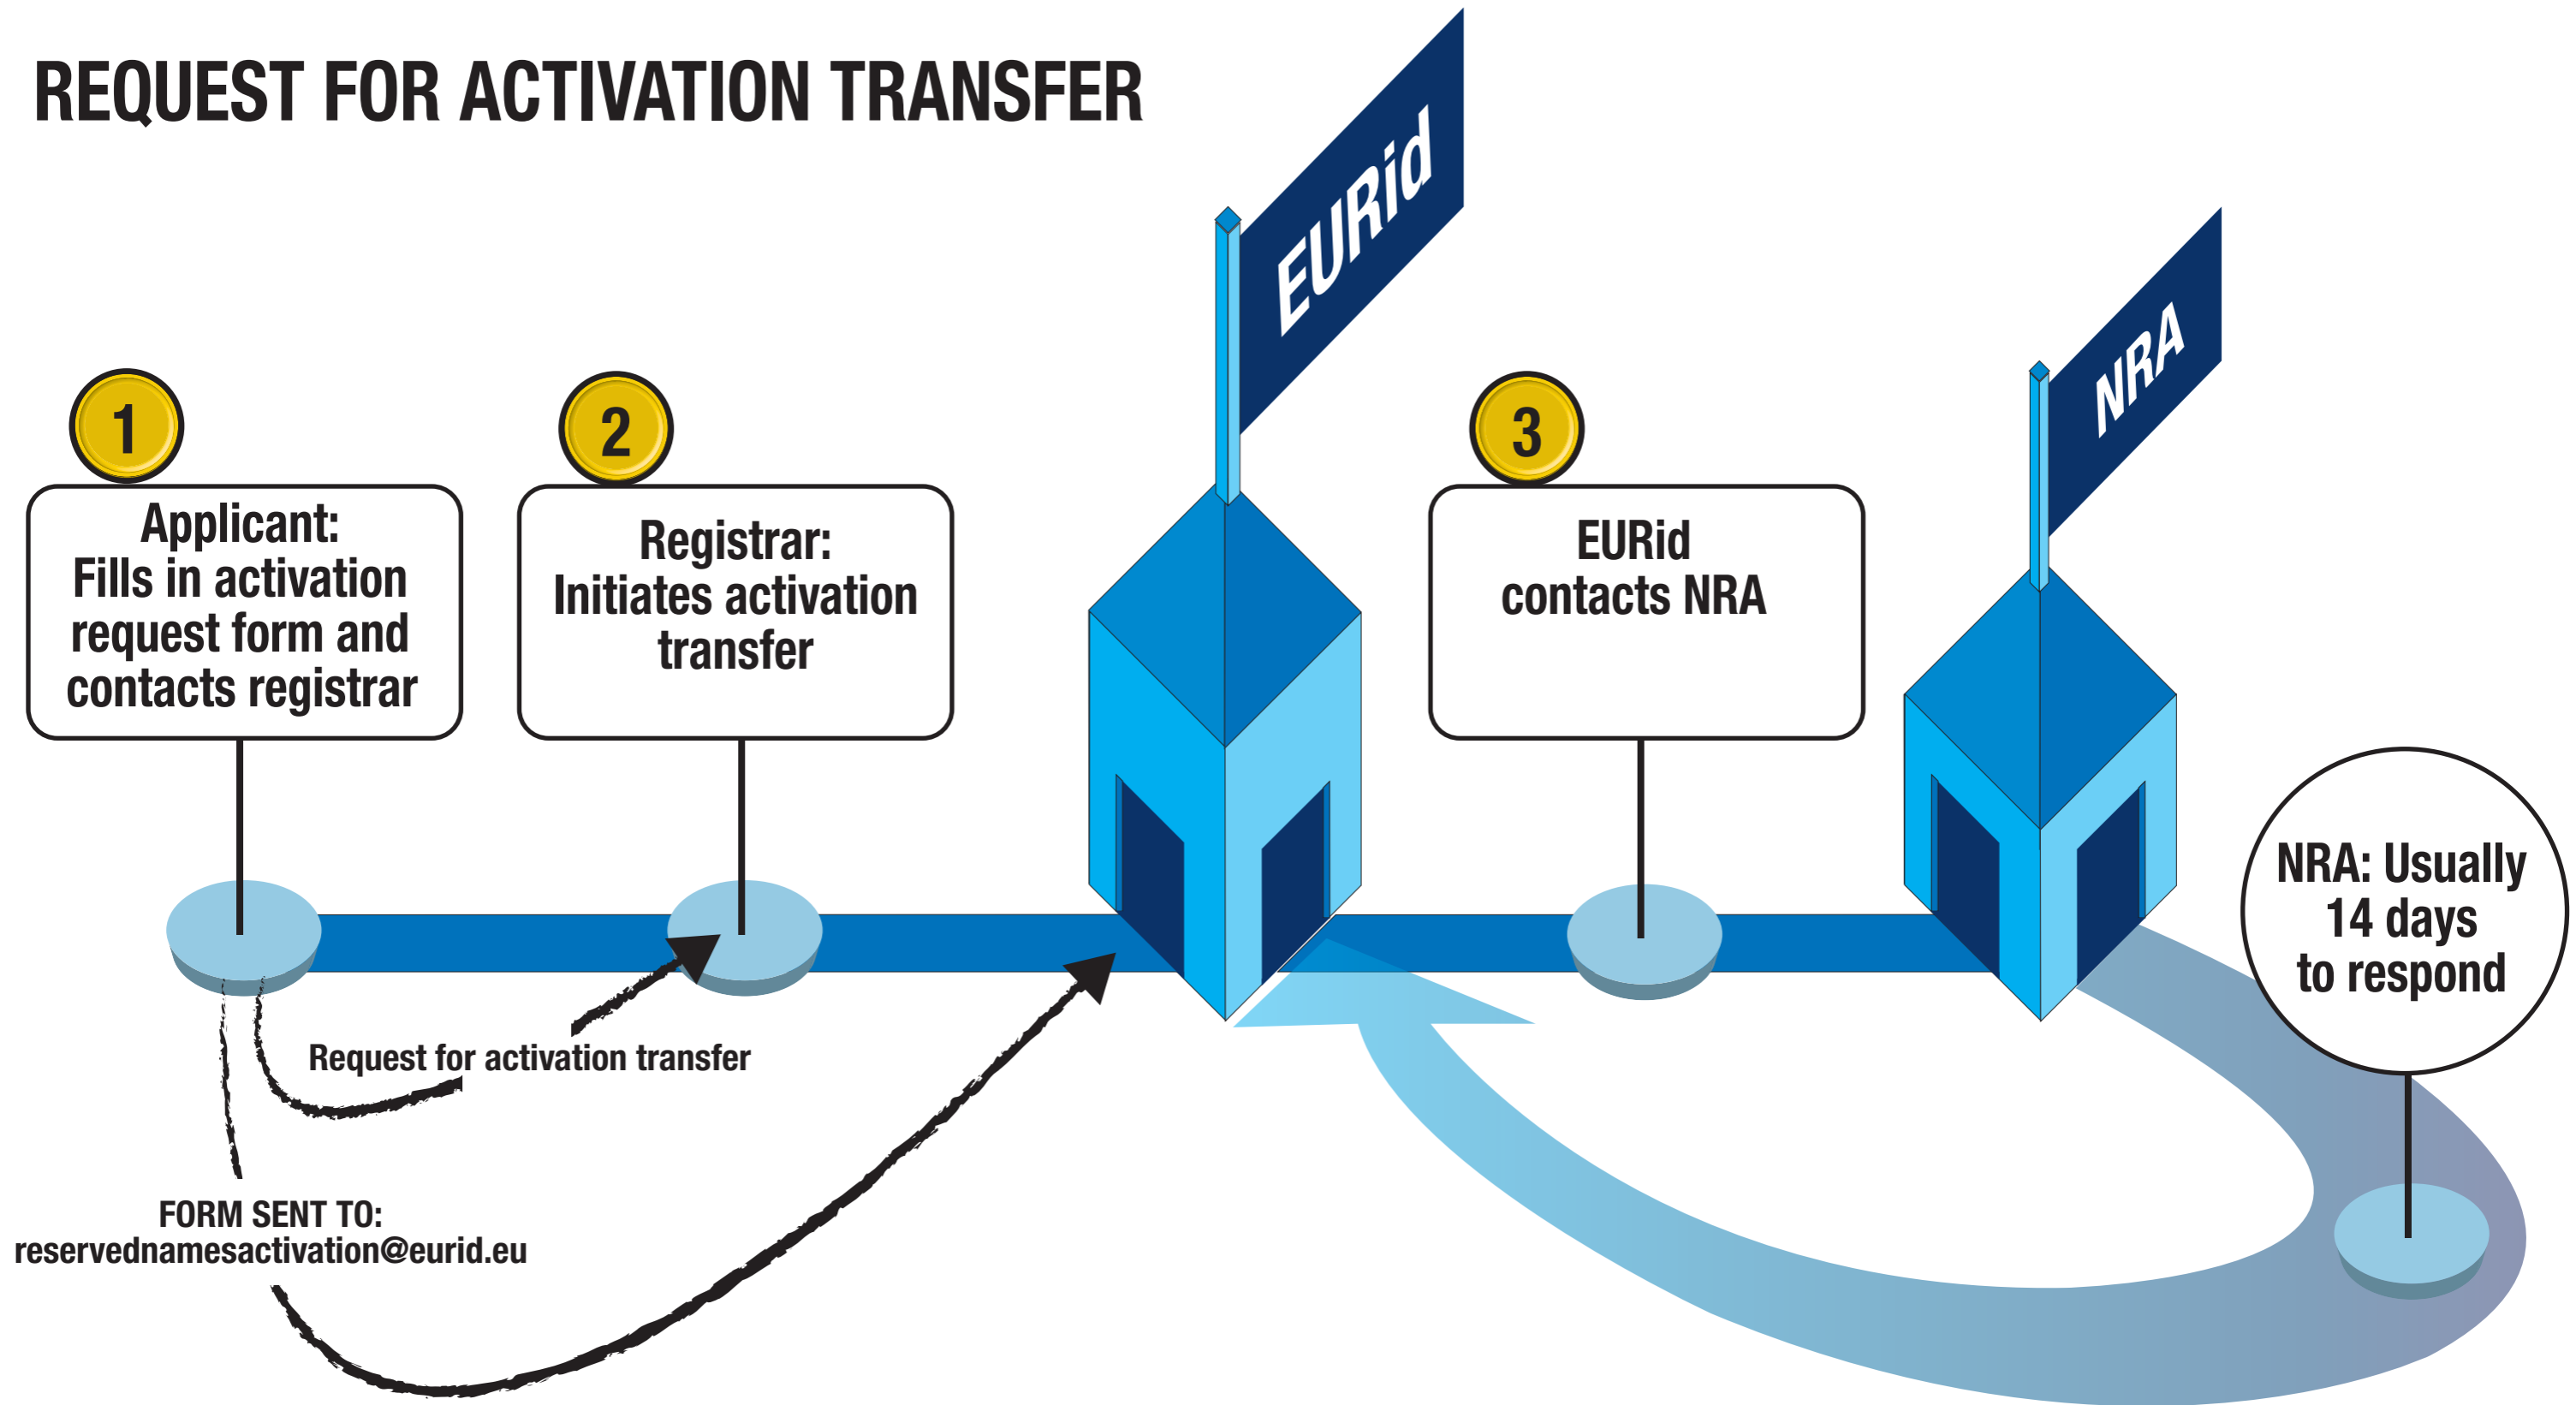 REQUEST FOR ACTIVATION TRANSFER
EURid
NRA
1
Applicant:
Fills in activation
request form and
contacts registrar
2
Registrar:
Initiates activation
transfer
3
EURid
contacts NRA
NRA: Usually
14 days
to respond
Request for activation transfer
FORM SENT TO:
reservednamesactivation@eurid.eu